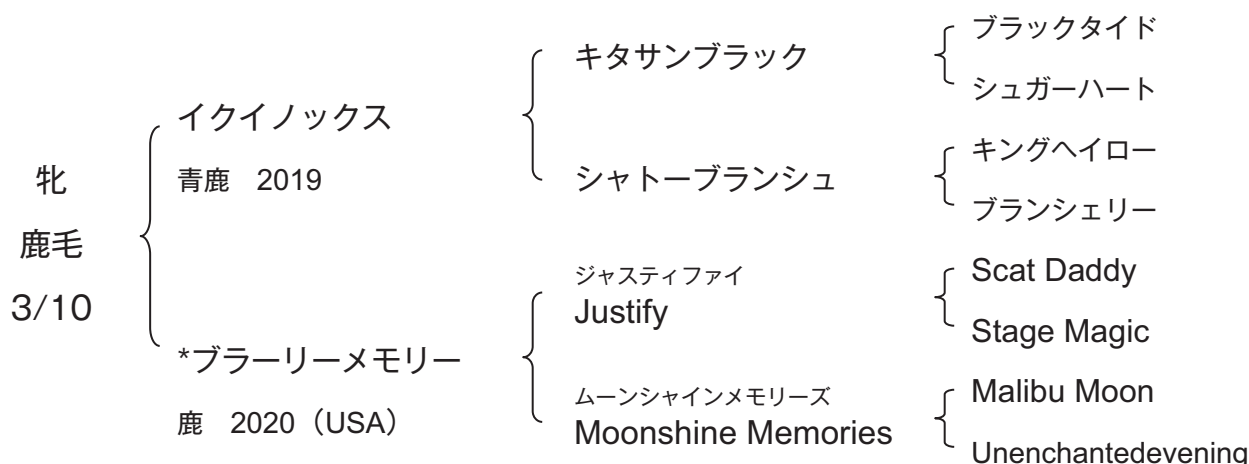 牝
鹿毛
3/10
イクイノックス
青鹿　2019
*ブラーリーメモリー
鹿　2020（USA）
キタサンブラック
シャトーブランシュ
ジャスティファイ
Justify
ムーンシャインメモリーズ
Moonshine Memories
ブラックタイド
シュガーハート
キングヘイロー
ブランシェリー
Scat Daddy
Stage Magic
Malibu Moon
Unenchantedevening